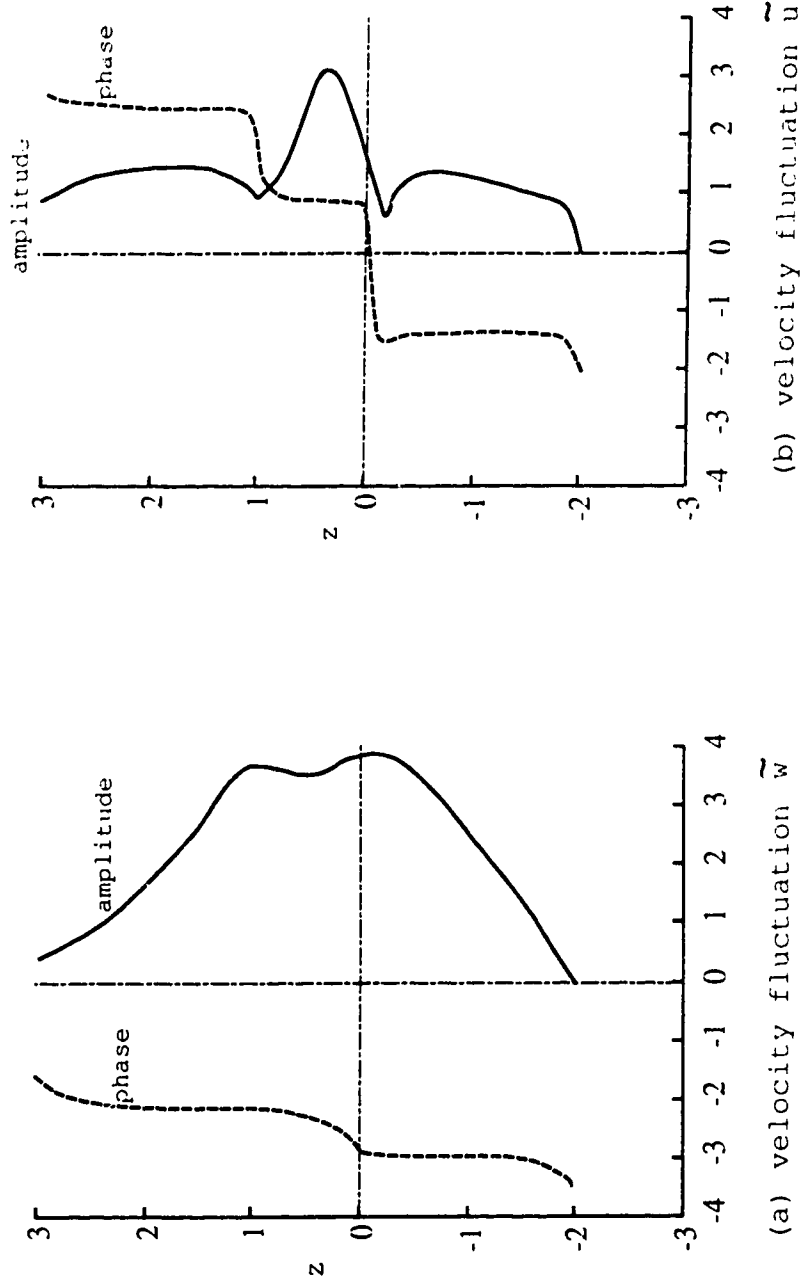 amplitude
phase
3
2
1
0
-1
-2
-3
z
-4 -3 -2 -1 0 1 2 3 4
(a) velocity fluctuation w̃
amplitude
phase
3
2
1
0
-1
-2
-3
z
-4 -3 -2 -1 0 1 2 3 4
(b) velocity fluctuation ũ